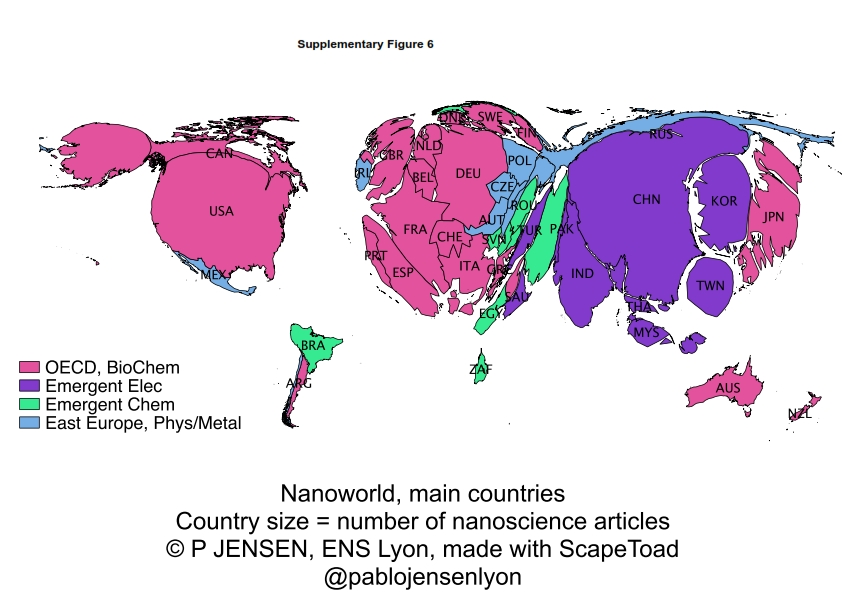 Supplementary Figure 6
DNK
SWE
FIN
RUS
CAN
GBR
NLD
POL
IRL
BEL
DEU
CZE
CHN
KOR
USA
ROU
JPN
AUT
FRA
CHE
SVN
TUR
PAK
PRT
ESP
ITA
GRC
IND
MEX
SAU
TWN
EGY
THA
MYS
BRA
ZAF
ARG
AUS
NZL
OECD, BioChem
Emergent Elec
Emergent Chem
East Europe, Phys/Metal
Nanoworld, main countries
Country size = number of nanoscience articles
© P JENSEN, ENS Lyon, made with ScapeToad
@pablojensenlyon